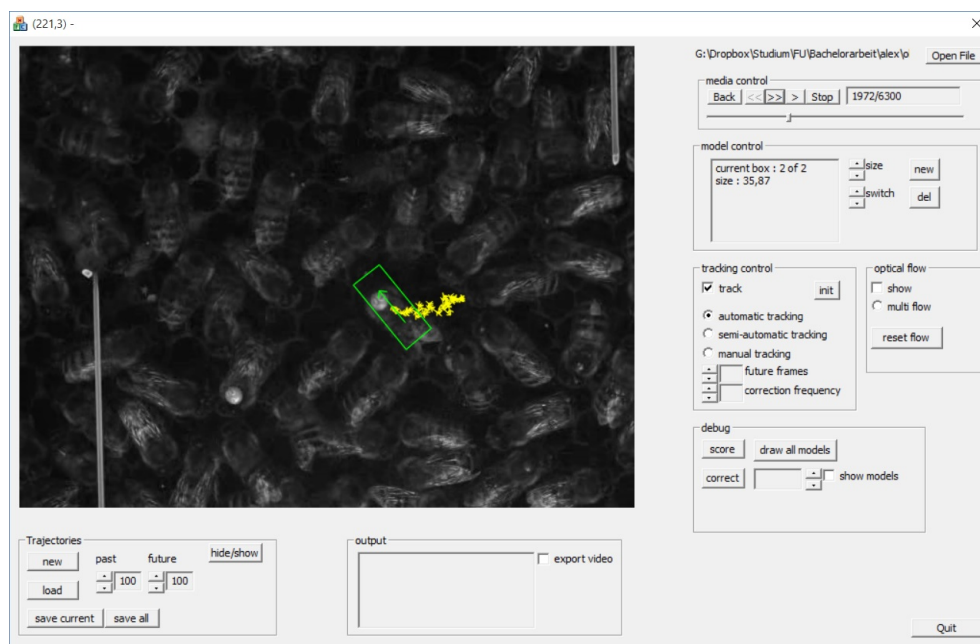 (221,3) -
G:\Dropbox\Studium\FU\Bachelorarbeit\alex\o
Open File
media control
Back << >> > Stop 1972/6300
model control
current box : 2 of 2
size : 35,87
size
new
switch
del
tracking control
track
init
automatic tracking
semi-automatic tracking
manual tracking
future frames
correction frequency
optical flow
show
multi flow
reset flow
debug
score draw all models
correct show models
Trajectories
new past future hide/show
100 100
load
save current save all
output
export video
Quit